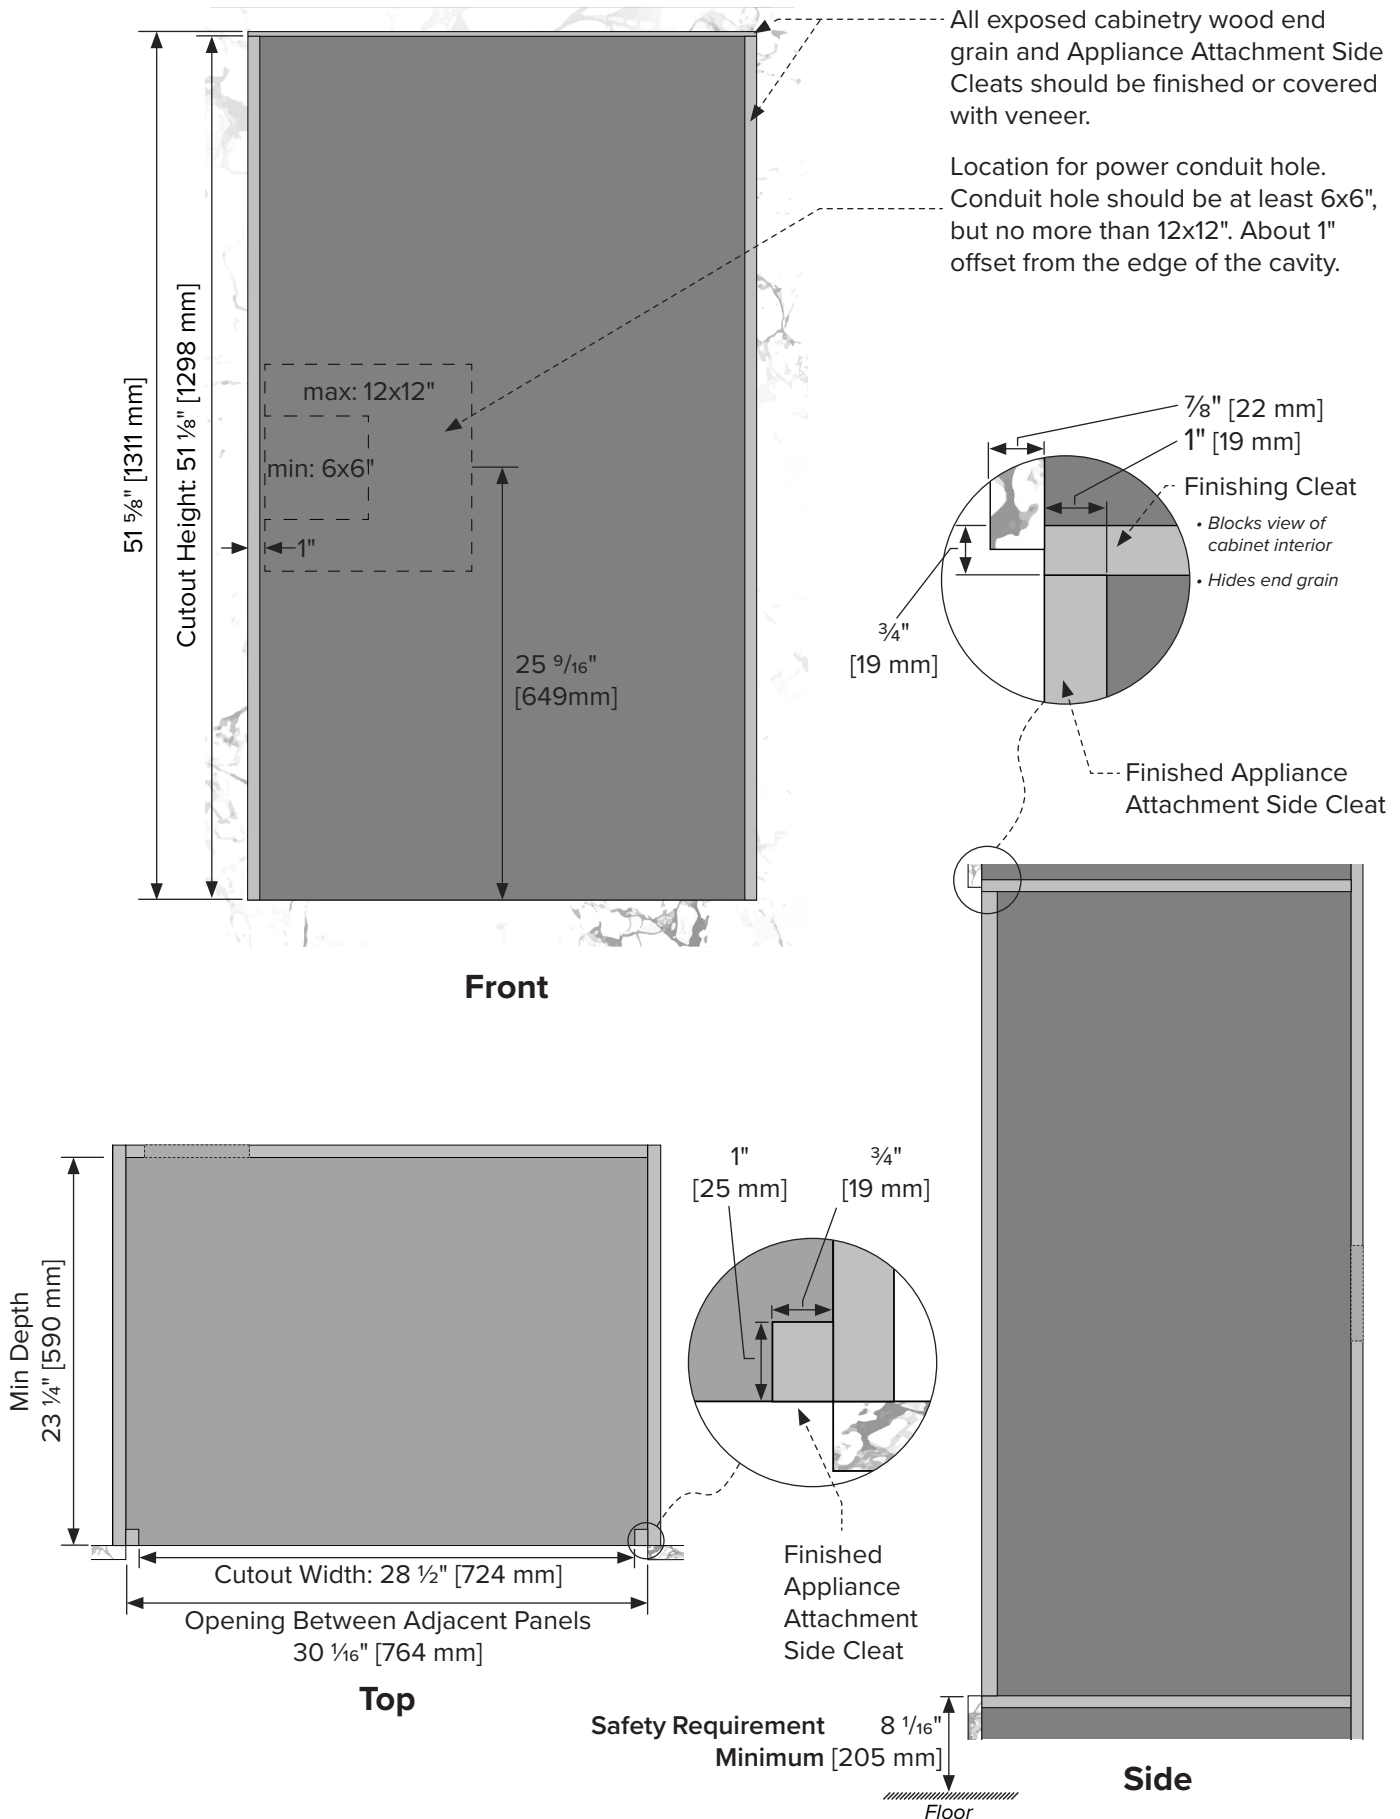 All exposed cabinetry wood end
grain and Appliance Attachment Side
Cleats should be finished or covered
with veneer.
Location for power conduit hole.
Conduit hole should be at least 6x6",
but no more than 12x12". About 1"
offset from the edge of the cavity.
51 ⅝" [1311 mm]
Cutout Height: 51 ⅛" [1298 mm]
max: 12x12"
min: 6x6"
1"
25 9/16"
[649mm]
⅞" [22 mm]
1" [19 mm]
Finishing Cleat
• Blocks view of
cabinet interior
• Hides end grain
¾"
[19 mm]
Finished Appliance
Attachment Side Cleat
Front
Min Depth
23 ¼" [590 mm]
1"
[25 mm]
¾"
[19 mm]
Cutout Width: 28 ½" [724 mm]
Opening Between Adjacent Panels
30 1/16" [764 mm]
Top
Finished
Appliance
Attachment
Side Cleat
Safety Requirement 8 1/16"
Minimum [205 mm]
Side
Floor